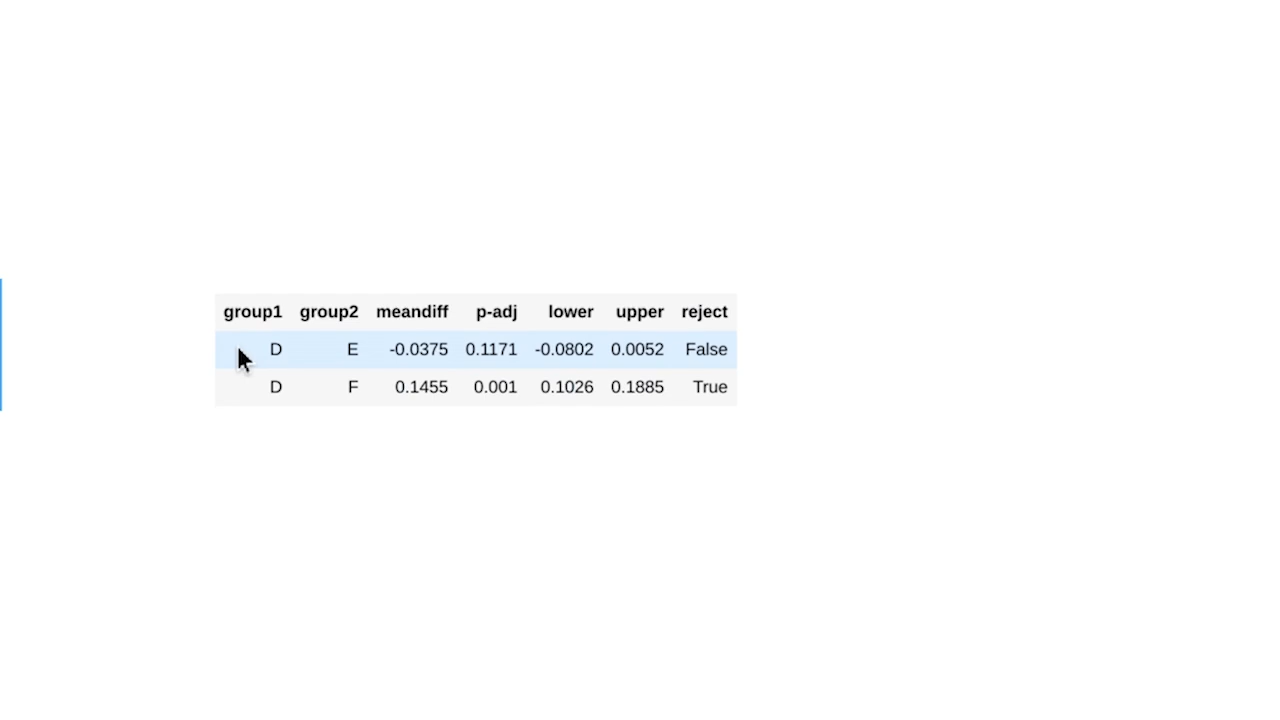 group1 group2 meandiff p-adj lower upper reject
D E -0.0375 0.1171 -0.0802 0.0052 False
D F 0.1455 0.001 0.1026 0.1885 True